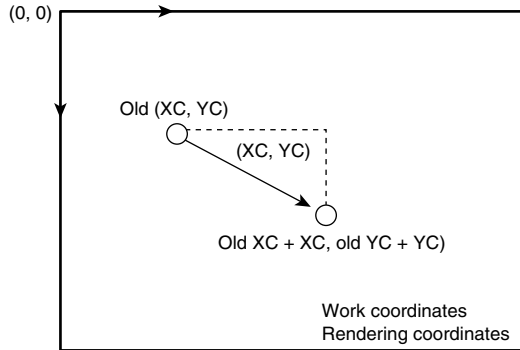 (0, 0)
Old (XC, YC)
(XC, YC)
Old XC + XC, old YC + YC)
Work coordinates
Rendering coordinates